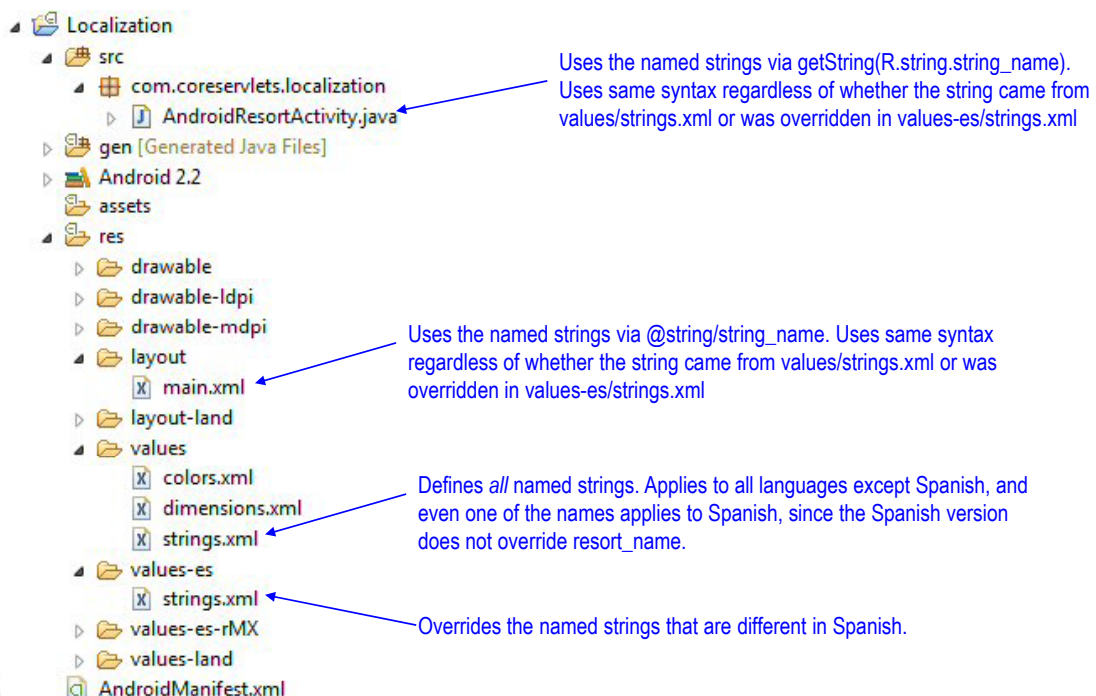 Localization
src
com.coreservlets.localization
AndroidResortActivity.java
Uses the named strings via getString(R.string.string_name).
Uses same syntax regardless of whether the string came from
values/strings.xml or was overridden in values-es/strings.xml
gen [Generated Java Files]
Android 2.2
assets
res
drawable
drawable-ldpi
drawable-mdpi
layout
main.xml
Uses the named strings via @string/string_name. Uses same syntax
regardless of whether the string came from values/strings.xml or was
overridden in values-es/strings.xml
layout-land
values
colors.xml
dimensions.xml
strings.xml
Defines all named strings. Applies to all languages except Spanish, and
even one of the names applies to Spanish, since the Spanish version
does not override resort_name.
values-es
strings.xml
Overrides the named strings that are different in Spanish.
values-es-rMX
values-land
AndroidManifest.xml